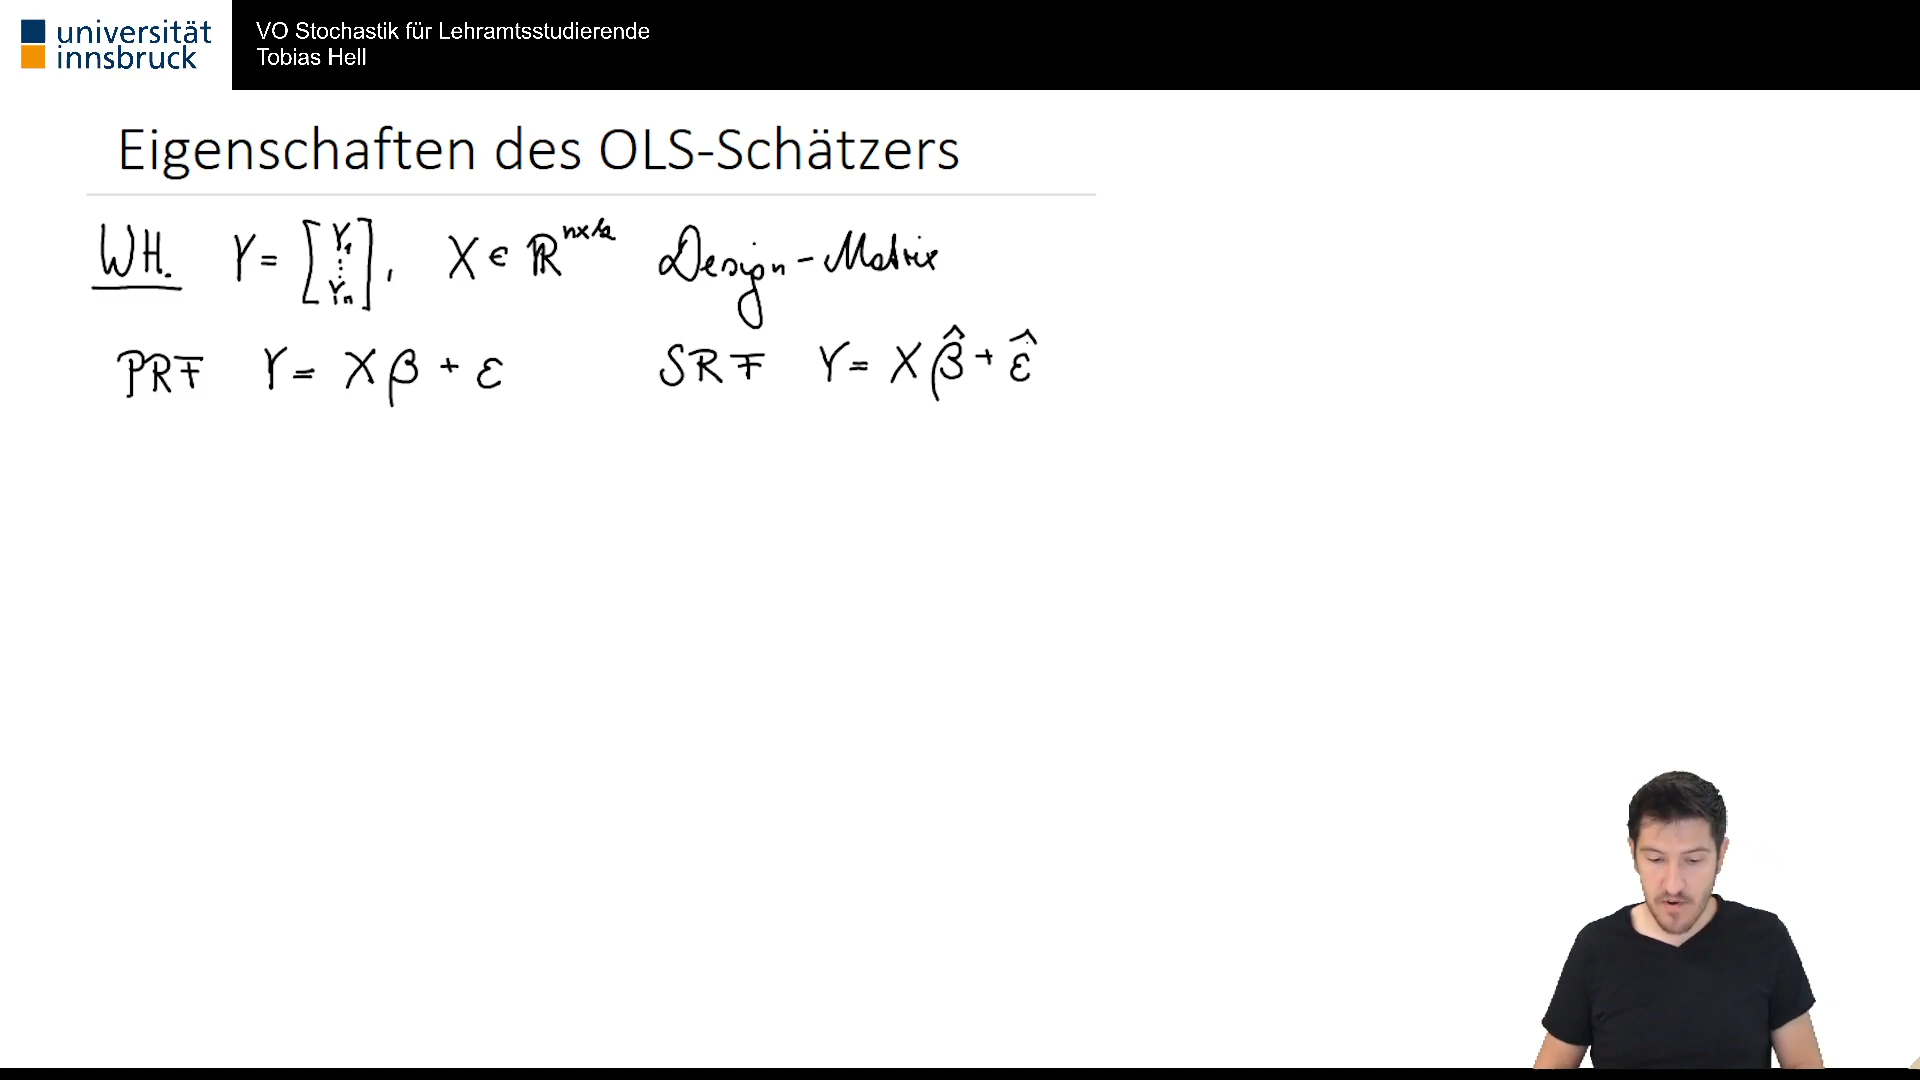 universität
innsbruck
VO Stochastik für Lehramtsstudierende
Tobias Hell
Eigenschaften des OLS-Schätzers
WH. Y = [Y₁ ⋮ Yₙ], X ∈ ℝⁿˣᵏ Design-Matrix
PRF Y = Xβ + ε SRF Y = Xβ̂ + ε̂